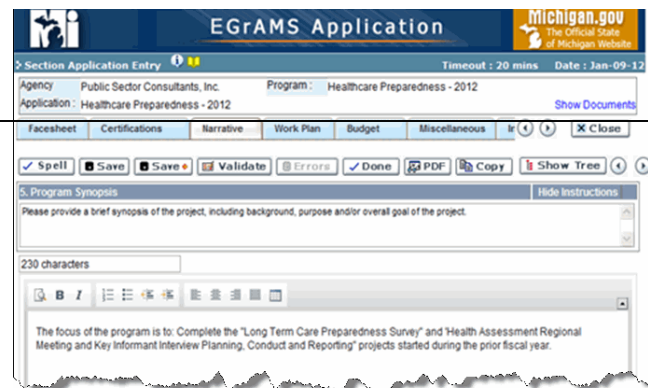 EGrAMS Application
Michigan.gov
The Official State
of Michigan Website
Section Application Entry
Timeout : 20 mins Date : Jan-09-12
Agency Public Sector Consultants, Inc. Program : Healthcare Preparedness - 2012
Application : Healthcare Preparedness - 2012 Show Documents
Facesheet Certifications Narrative Work Plan Budget Miscellaneous Ir X Close
Spell Save Save Validate Errors Done PDF Copy Show Tree
5. Program Synopsis Hide Instructions
Please provide a brief synopsis of the project, including background, purpose and/or overall goal of the project.
230 characters
B I
The focus of the program is to: Complete the "Long Term Care Preparedness Survey" and 'Health Assessment Regional
Meeting and Key Informant Interview Planning, Conduct and Reporting" projects started during the prior fiscal year.